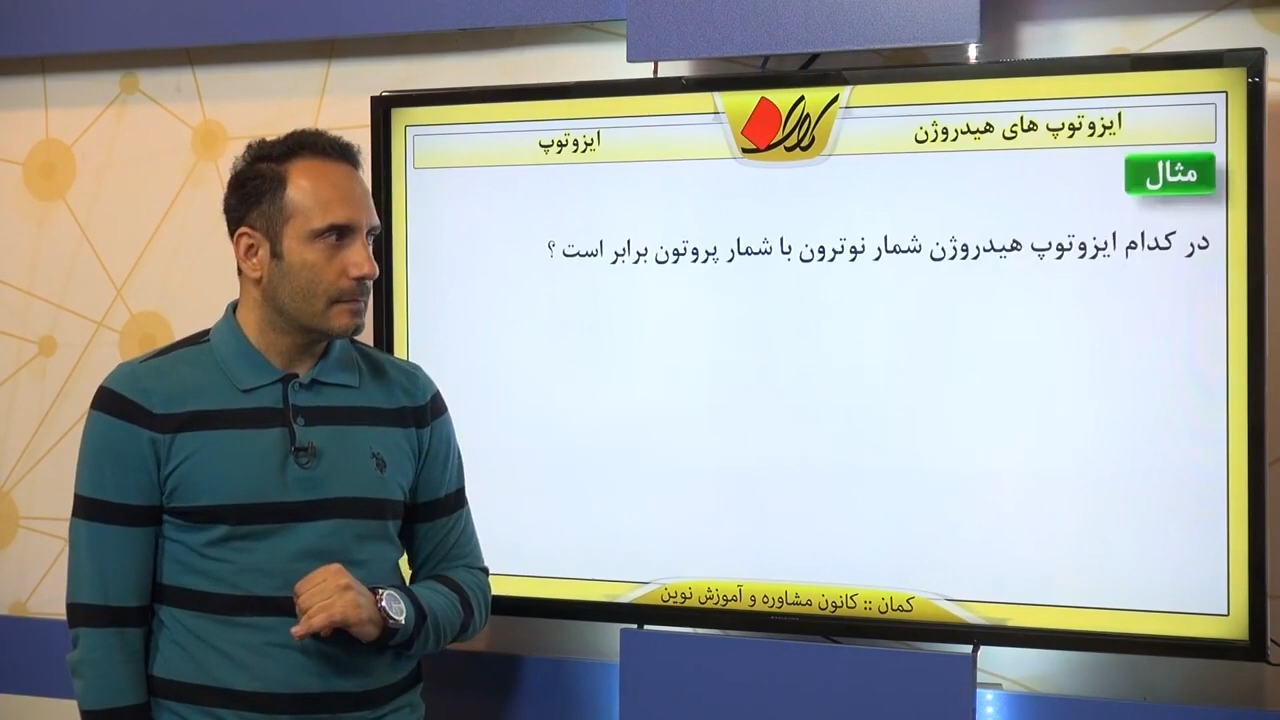 ایزوتوپ های هیدروژن
کمان
ایزوتوپ
مثال
در کدام ایزوتوپ هیدروژن شمار نوترون با شمار پروتون برابر است ؟
کمان :: کانون مشاوره و آموزش نوین